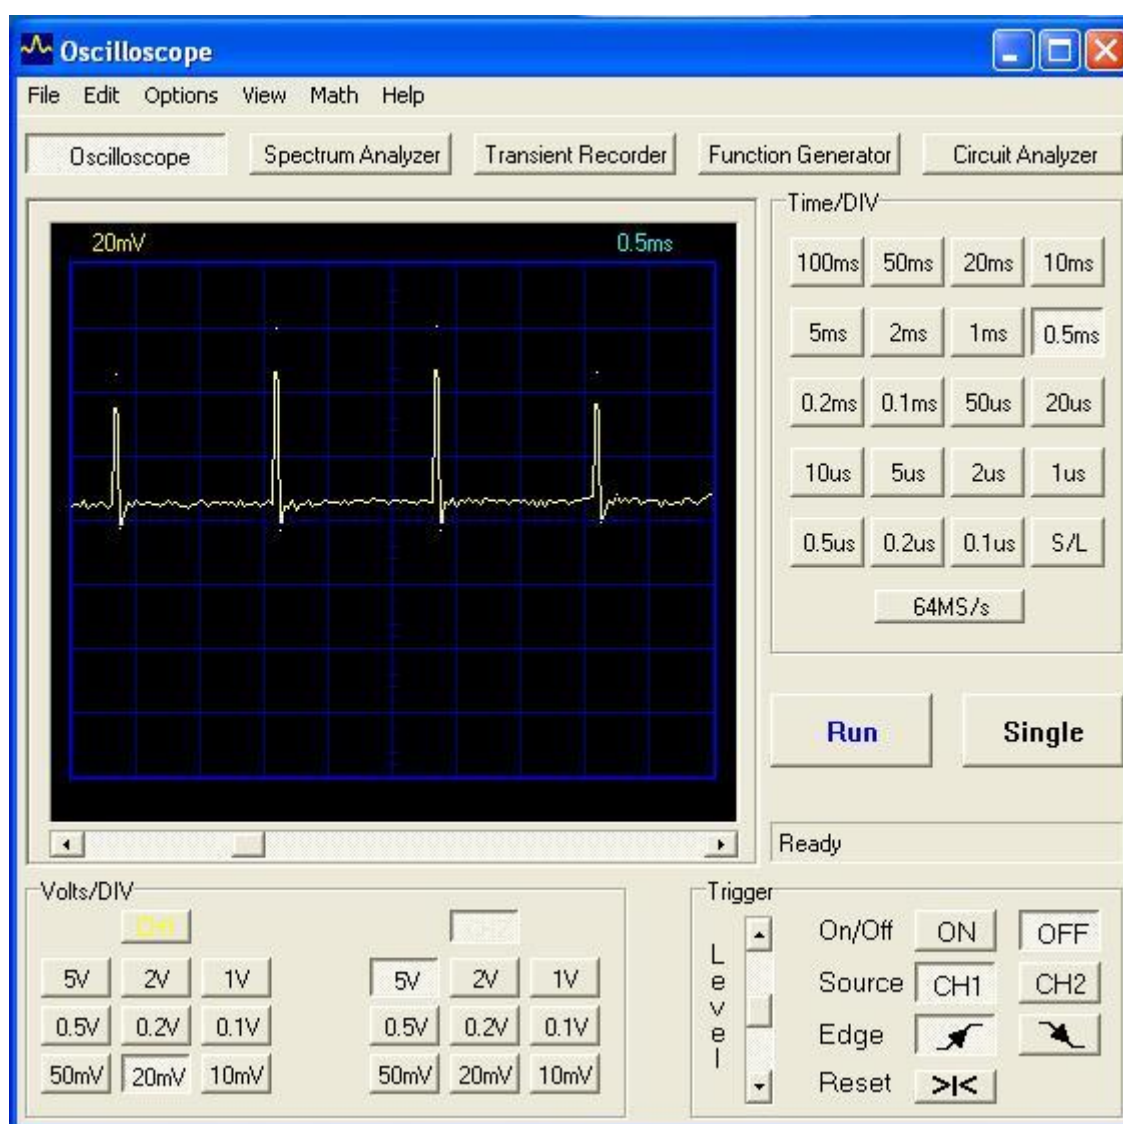 Oscilloscope
File Edit Options View Math Help
Oscilloscope Spectrum Analyzer Transient Recorder Function Generator Circuit Analyzer
20mV 0.5ms
Time/DIV
100ms 50ms 20ms 10ms
5ms 2ms 1ms 0.5ms
0.2ms 0.1ms 50us 20us
10us 5us 2us 1us
0.5us 0.2us 0.1us S/L
64MS/s
Run Single
Ready
Volts/DIV
CH1 CH2
5V 2V 1V 5V 2V 1V
0.5V 0.2V 0.1V 0.5V 0.2V 0.1V
50mV 20mV 10mV 50mV 20mV 10mV
Trigger
Level
On/Off ON OFF
Source CH1 CH2
Edge
Reset >|<